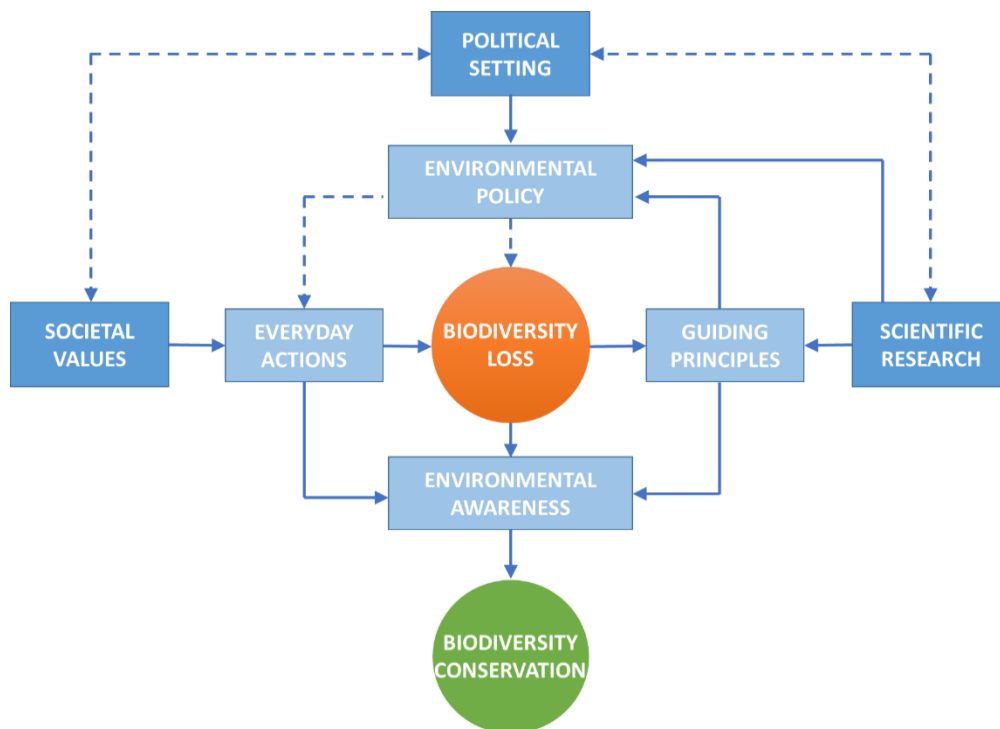 POLITICAL
SETTING
ENVIRONMENTAL
POLICY
SOCIETAL
VALUES
EVERYDAY
ACTIONS
BIODIVERSITY
LOSS
GUIDING
PRINCIPLES
SCIENTIFIC
RESEARCH
ENVIRONMENTAL
AWARENESS
BIODIVERSITY
CONSERVATION